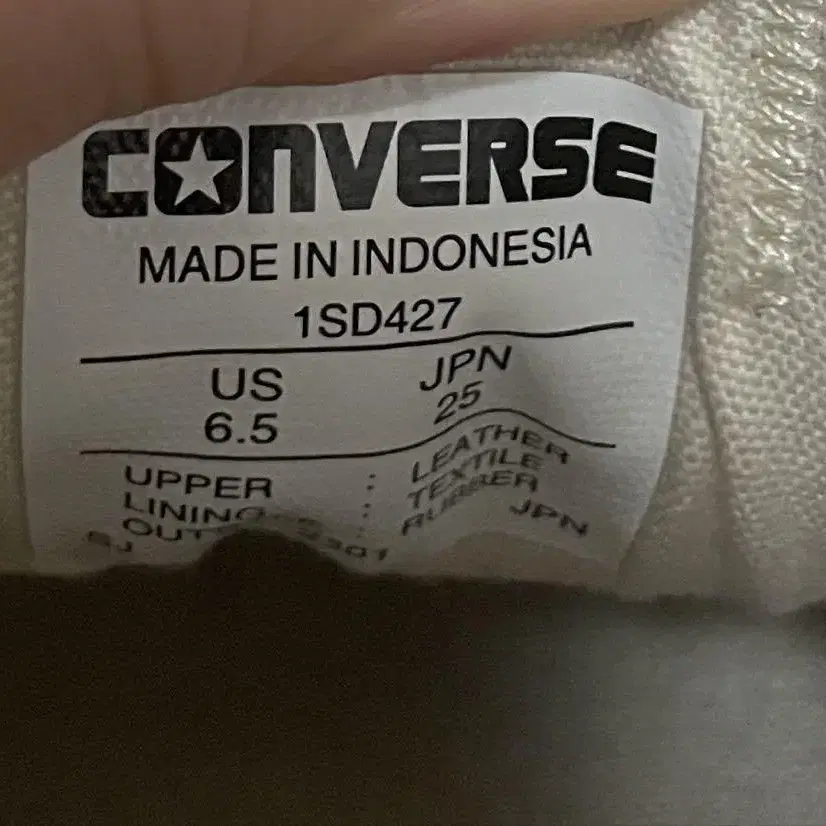 CONVERSE
MADE IN INDONESIA
1SD427
US JPN
6.5 25
UPPER : LEATHER
: TEXTILE
RUBBER
JPN